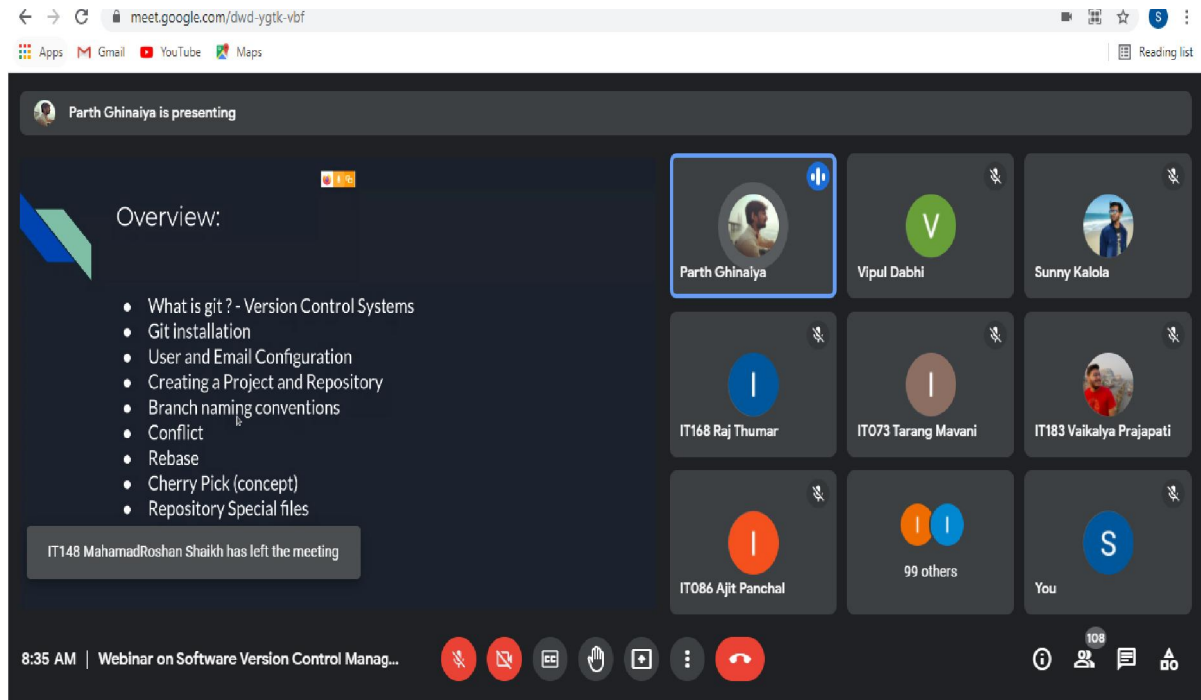 meet.google.com/dwd-ygtk-vbf
S
Apps Gmail YouTube Maps
Reading list
Parth Ghinaiya is presenting
Overview:
What is git ? - Version Control Systems
Git installation
User and Email Configuration
Creating a Project and Repository
Branch naming conventions
Conflict
Rebase
Cherry Pick (concept)
Repository Special files
IT148 MahamadRoshan Shaikh has left the meeting
Parth Ghinaiya
V
Vipul Dabhi
Sunny Kalola
I
IT168 Raj Thumar
I
IT073 Tarang Mavani
IT183 Vaikalya Prajapati
I
IT086 Ajit Panchal
I I
99 others
S
You
8:35 AM | Webinar on Software Version Control Manag...
CC
108